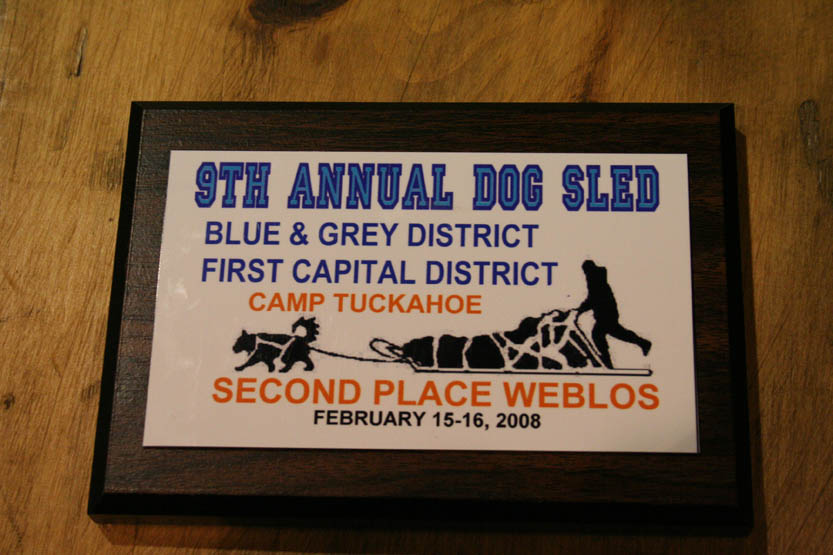 9TH ANNUAL DOG SLED
BLUE & GREY DISTRICT
FIRST CAPITAL DISTRICT
CAMP TUCKAHOE
SECOND PLACE WEBLOS
FEBRUARY 15-16, 2008